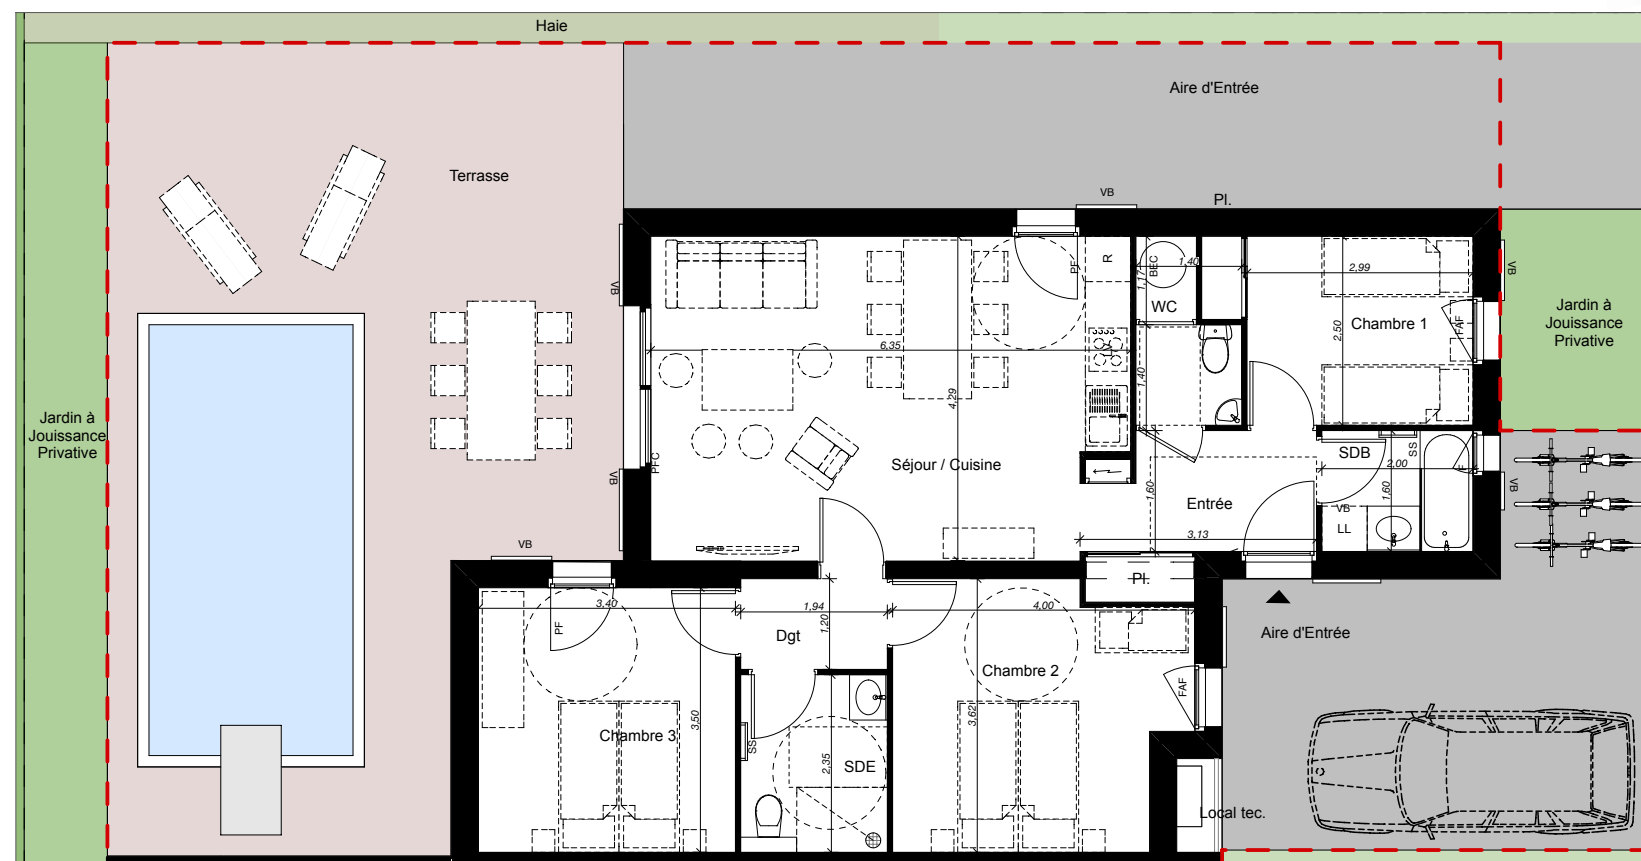 Haie
Aire d'Entrée
Terrasse
VB
Pl.
PF
R
BEC
1,17
1,40
WC
2,99
VB
VB
FAF
Chambre 1
2,50
Jardin à
Jouissance
Privative
6,35
1,40
4,29
Jardin à
Jouissance
Privative
PFC
VB
Séjour / Cuisine
SDB
SS
2,00
F
1,60
Entrée
1,60
VB
LL
VB
3,13
VB
Pl.
3,40
PF
1,94
1,20
Dgt
4,00
Aire d'Entrée
Chambre 2
FAF
3,62
3,50
Chambre 3
SS
2,35
SDE
Local tec.